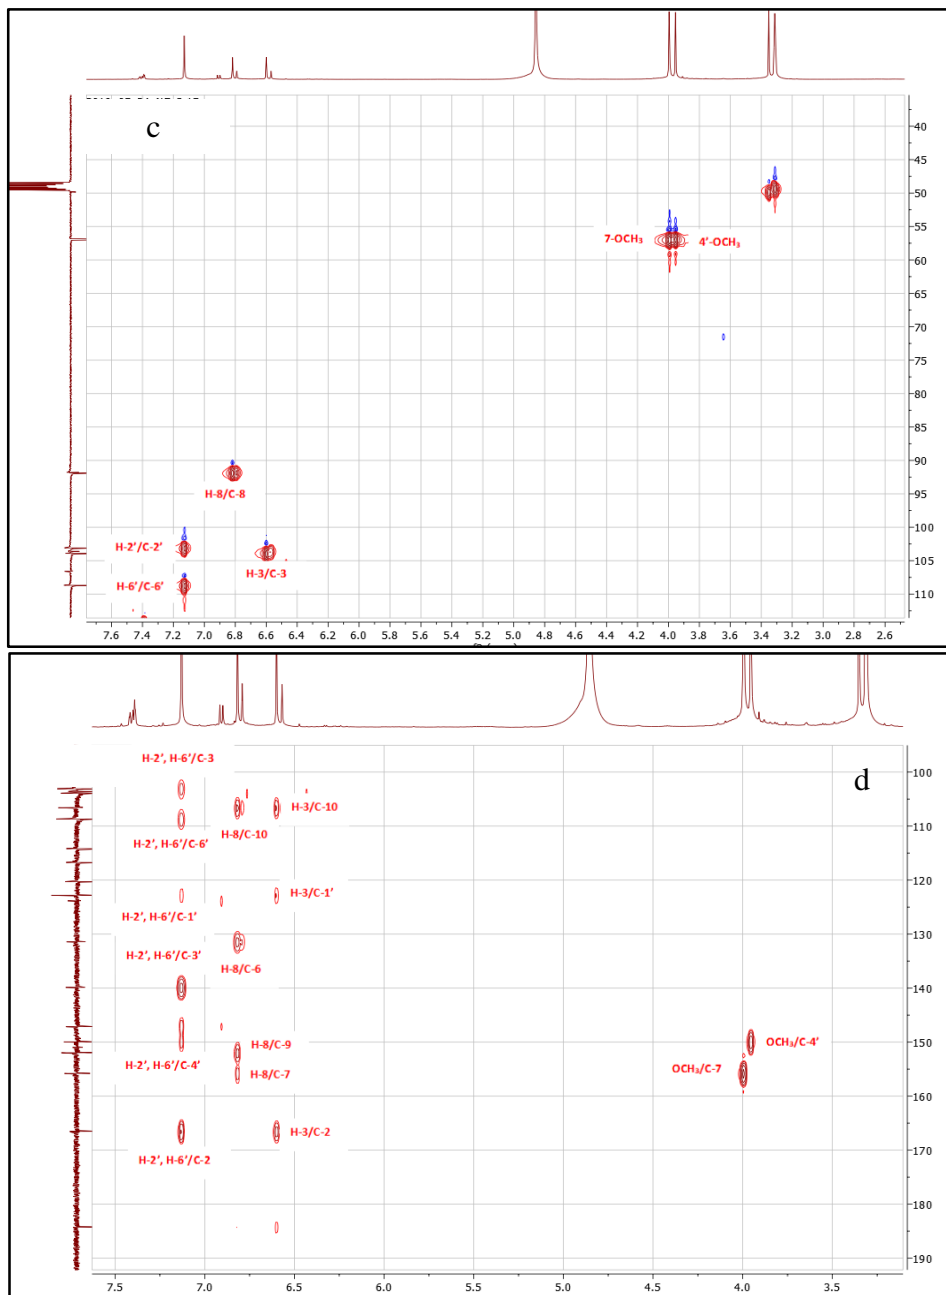 c
40
45
50
7-OCH₃ 4'-OCH₃
55
60
65
70
75
80
85
90
H-8/C-8
95
100
H-2'/C-2'
H-3/C-3
105
H-6'/C-6'
110
7.6 7.4 7.2 7.0 6.8 6.6 6.4 6.2 6.0 5.8 5.6 5.4 5.2 5.0 4.8 4.6 4.4 4.2 4.0 3.8 3.6 3.4 3.2 3.0 2.8 2.6
H-2', H-6'/C-3
d
100
H-3/C-10
H-8/C-10
110
H-2', H-6'/C-6'
120
H-3/C-1'
H-2', H-6'/C-1'
130
H-2', H-6'/C-3'
H-8/C-6
140
H-8/C-9
OCH₃/C-4'
150
H-2', H-6'/C-4'
H-8/C-7
OCH₃/C-7
160
H-3/C-2
H-2', H-6'/C-2
170
180
190
7.5 7.0 6.5 6.0 5.5 5.0 4.5 4.0 3.5